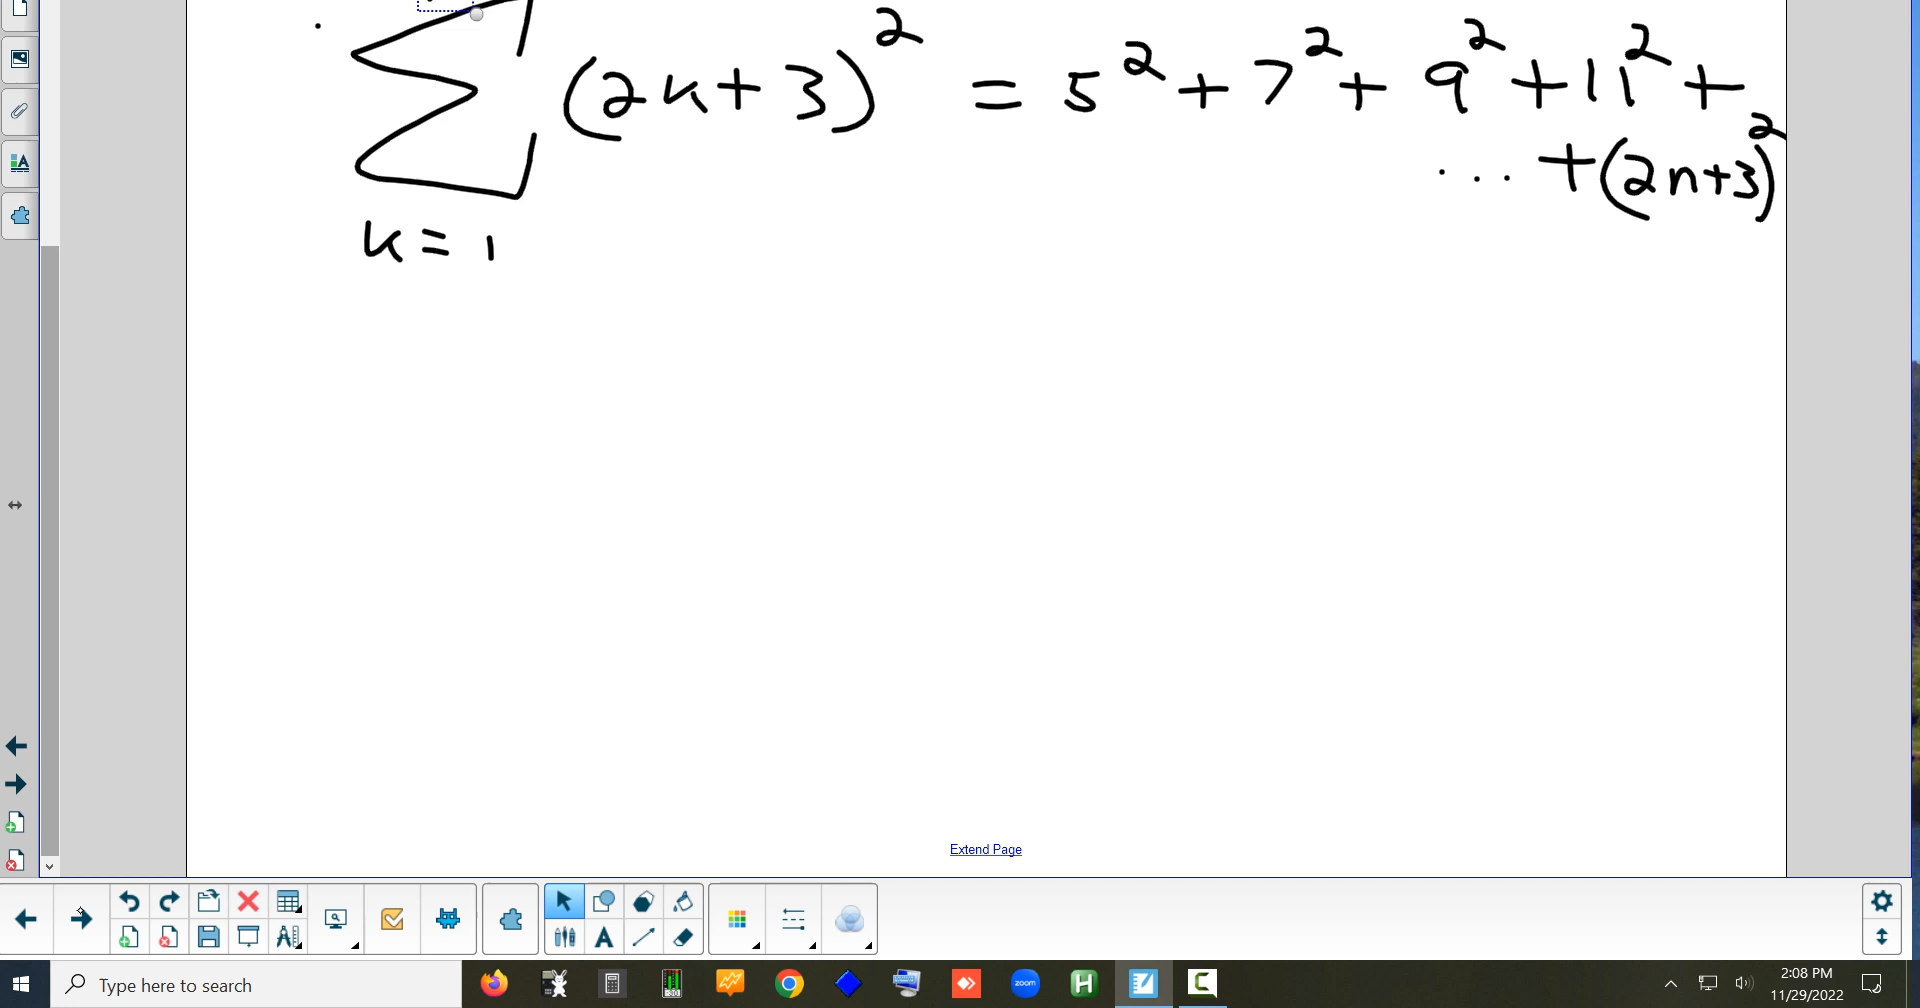 (2k+3)² = 5² + 7² + 9² + 11² +
... + (2n+3)²
k = 1
Extend Page
Type here to search
zoom
2:08 PM
11/29/2022